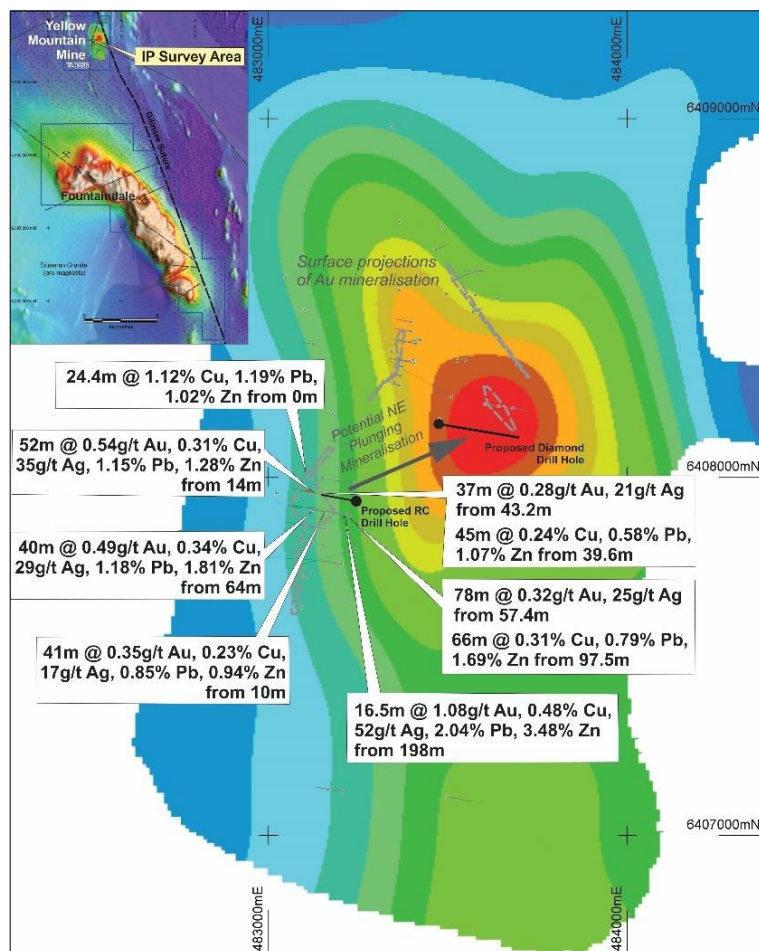 Yellow
Mountain
Mine
IP Survey Area
Gilmore Suture
Fountaindale
483000mE
484000mE
6409000mN
Surface projections
of Au mineralisation
24.4m @ 1.12% Cu, 1.19% Pb,
1.02% Zn from 0m
Potential NE
Plunging
Mineralisation
Proposed Diamond
Drill Hole
52m @ 0.54g/t Au, 0.31% Cu,
35g/t Ag, 1.15% Pb, 1.28% Zn
from 14m
6408000mN
Proposed RC
Drill Hole
37m @ 0.28g/t Au, 21g/t Ag
from 43.2m
45m @ 0.24% Cu, 0.58% Pb,
1.07% Zn from 39.6m
40m @ 0.49g/t Au, 0.34% Cu,
29g/t Ag, 1.18% Pb, 1.81% Zn
from 64m
78m @ 0.32g/t Au, 25g/t Ag
from 57.4m
66m @ 0.31% Cu, 0.79% Pb,
1.69% Zn from 97.5m
41m @ 0.35g/t Au, 0.23% Cu,
17g/t Ag, 0.85% Pb, 0.94% Zn
from 10m
16.5m @ 1.08g/t Au, 0.48% Cu,
52g/t Ag, 2.04% Pb, 3.48% Zn
from 198m
6407000mN
483000mE
484000mE